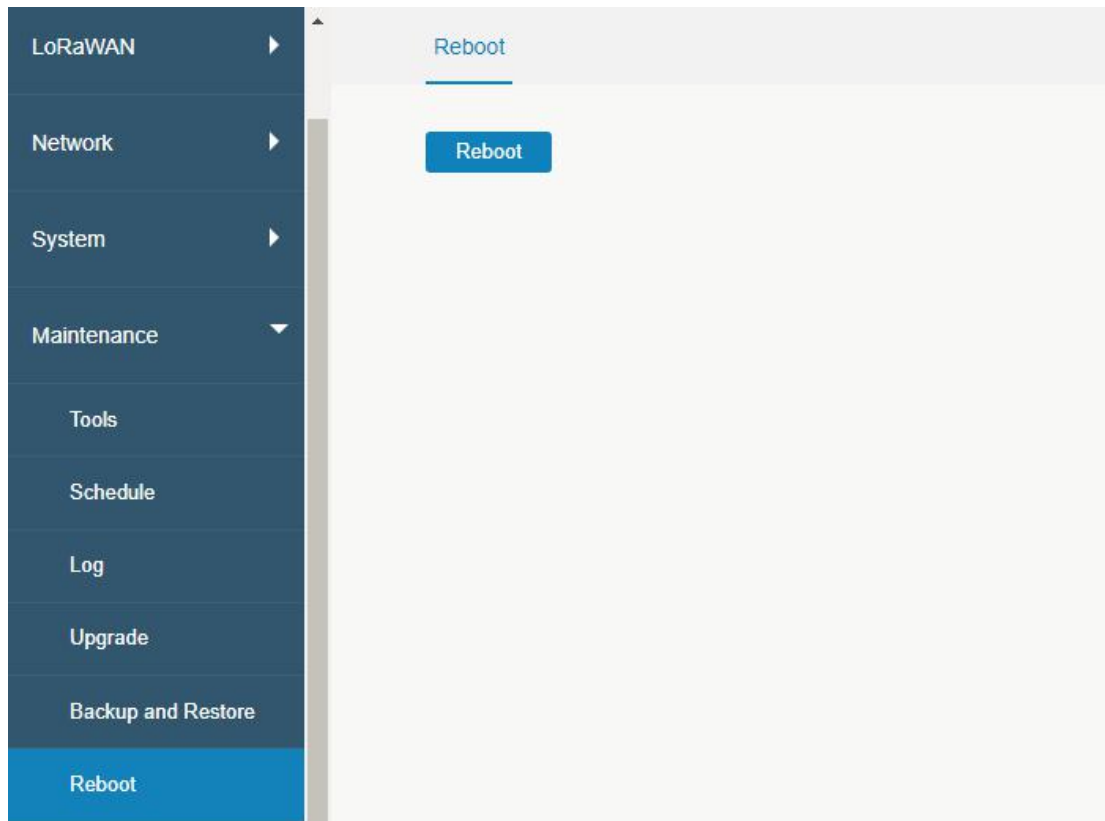 LoRaWAN
Network
System
Maintenance
Tools
Schedule
Log
Upgrade
Backup and Restore
Reboot
Reboot
Reboot